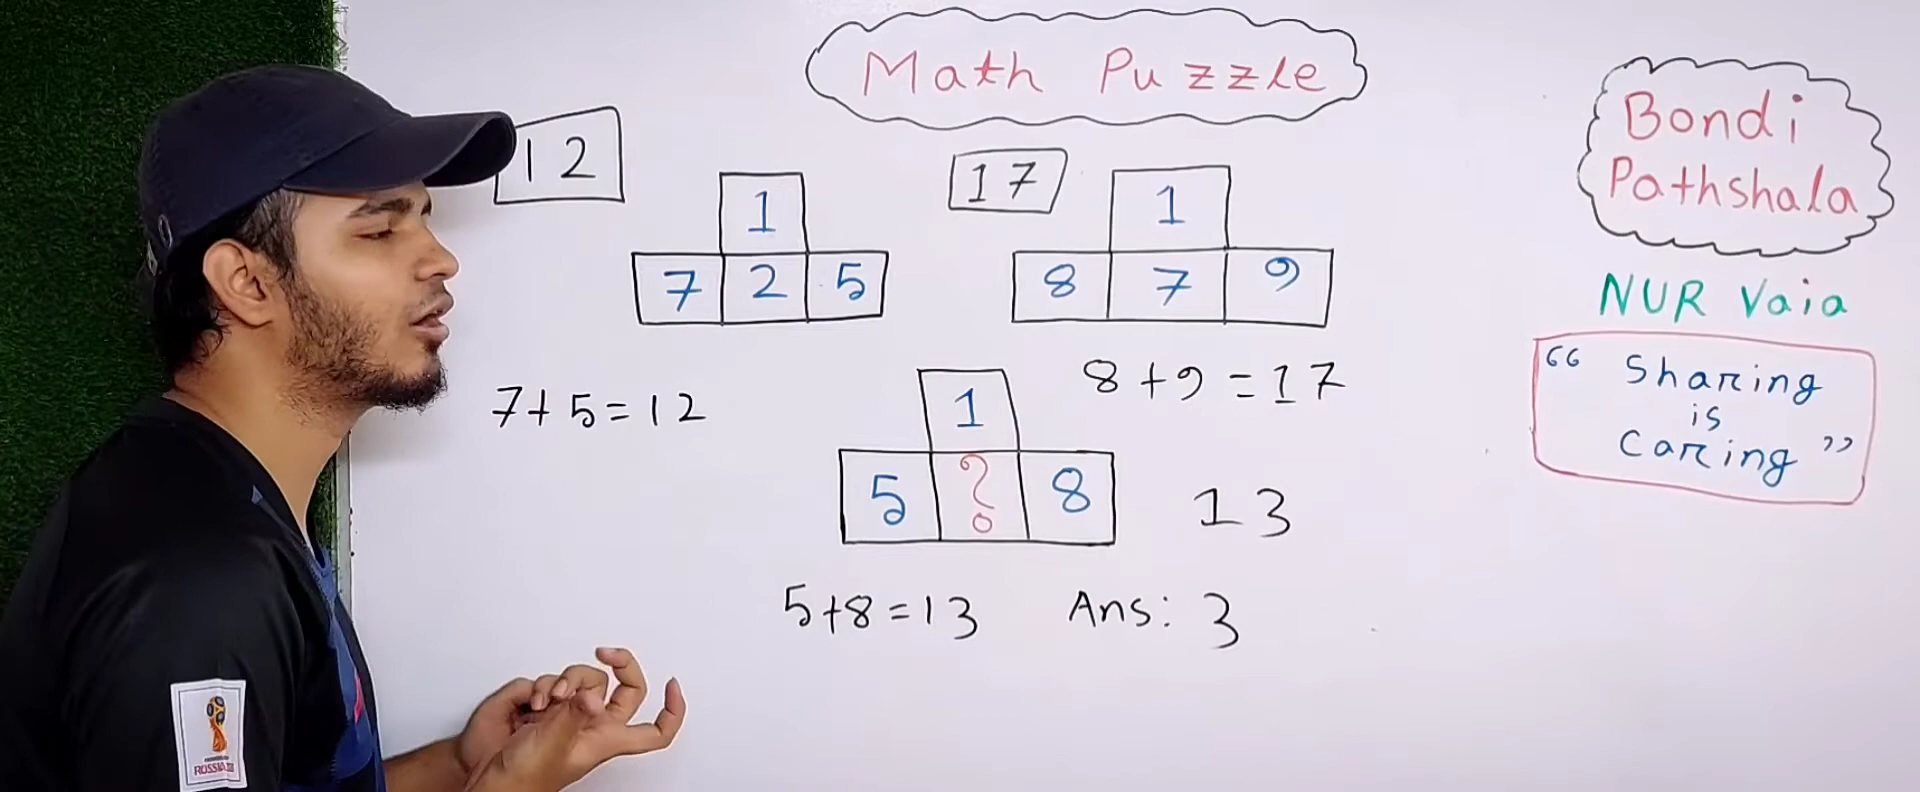 Math Puzzle
Bondi
Pathshala
NUR Vaia
“ Sharing
is
Caring ”
12
1
7 2 5
17
1
8 7 9
7+5=12
8+9=17
1
5 ? 8
13
5+8=13
Ans: 3